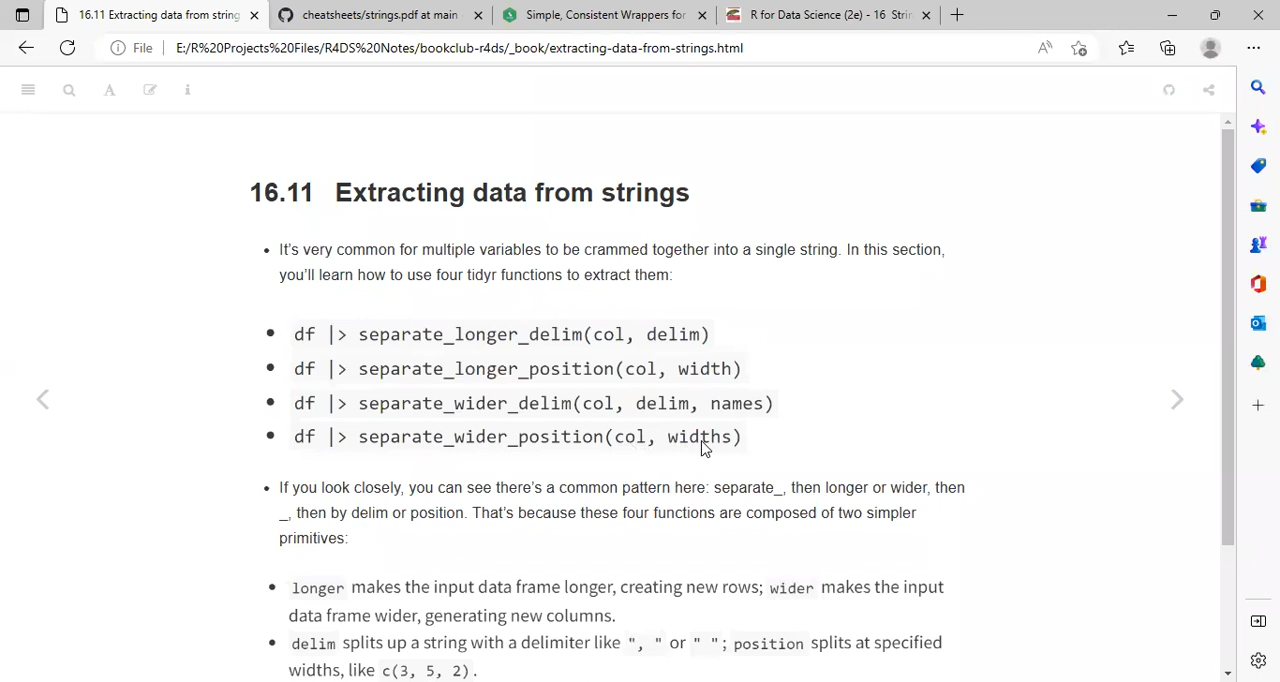 16.11 Extracting data from string
cheatsheets/strings.pdf at main
Simple, Consistent Wrappers for
R for Data Science (2e) - 16 Strin
File
E:/R%20Projects%20Files/R4DS%20Notes/bookclub-r4ds/_book/extracting-data-from-strings.html
16.11 Extracting data from strings
• It's very common for multiple variables to be crammed together into a single string. In this section,
you'll learn how to use four tidyr functions to extract them:
• df |> separate_longer_delim(col, delim)
• df |> separate_longer_position(col, width)
• df |> separate_wider_delim(col, delim, names)
• df |> separate_wider_position(col, widths)
• If you look closely, you can see there's a common pattern here: separate_, then longer or wider, then
_, then by delim or position. That's because these four functions are composed of two simpler
primitives:
• longer makes the input data frame longer, creating new rows; wider makes the input
data frame wider, generating new columns.
• delim splits up a string with a delimiter like ", " or " "; position splits at specified
widths, like c(3, 5, 2).